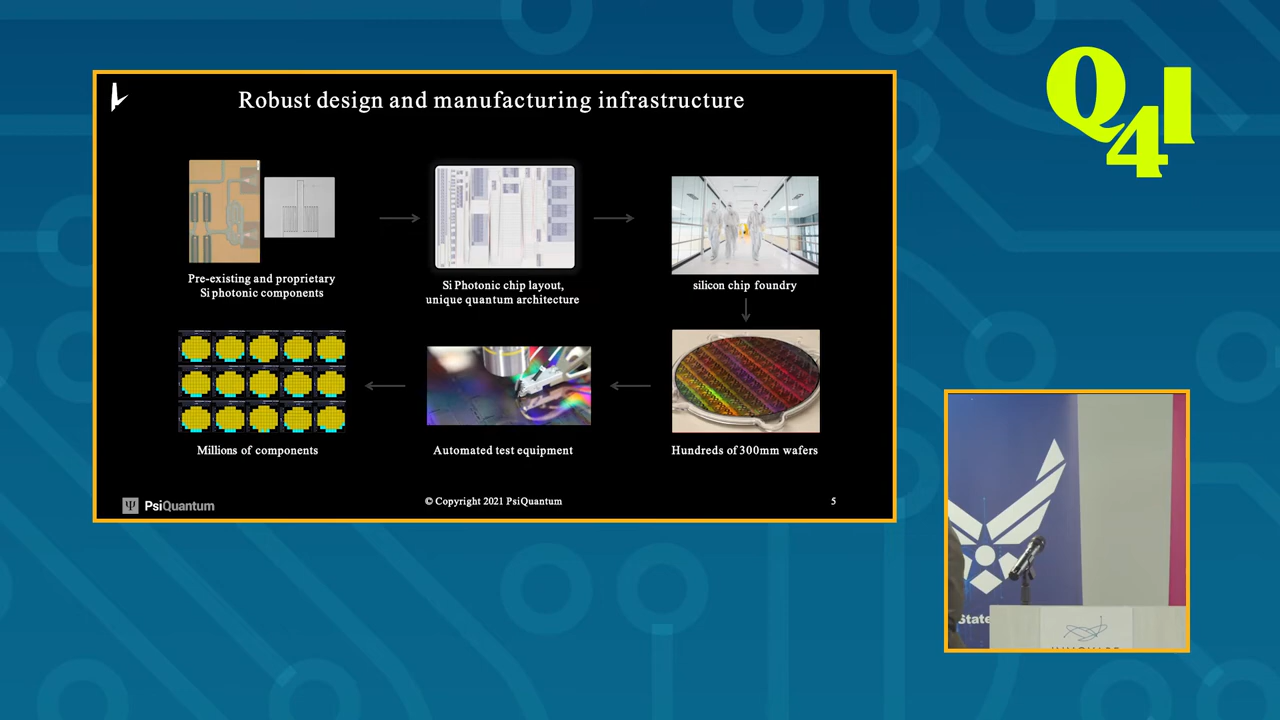 Robust design and manufacturing infrastructure
Pre-existing and proprietary
Si photonic components
Si Photonic chip layout,
unique quantum architecture
silicon chip foundry
Millions of components
Automated test equipment
Hundreds of 300mm wafers
PsiQuantum
© Copyright 2021 PsiQuantum
5
Q4I
State